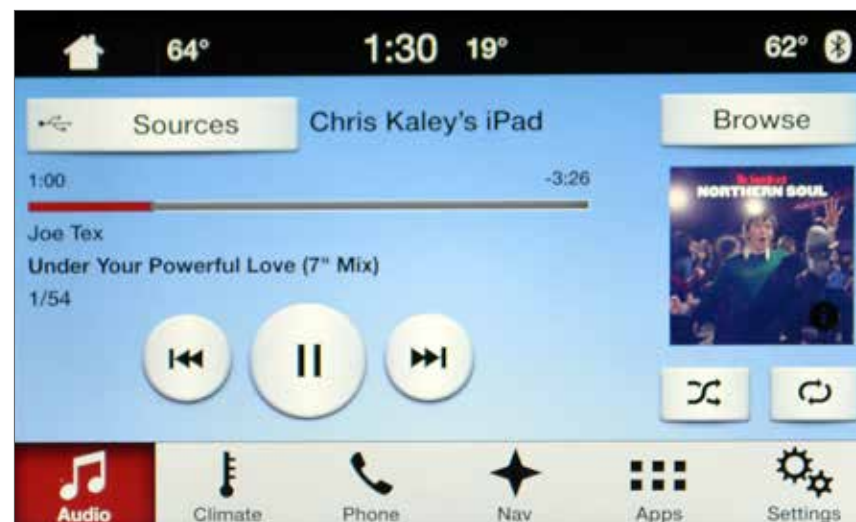 64° 1:30 19° 62°
Sources Chris Kaley's iPad Browse
1:00 -3:26
NORTHERN SOUL
Joe Tex
Under Your Powerful Love (7" Mix)
1/54
Audio Climate Phone Nav Apps Settings